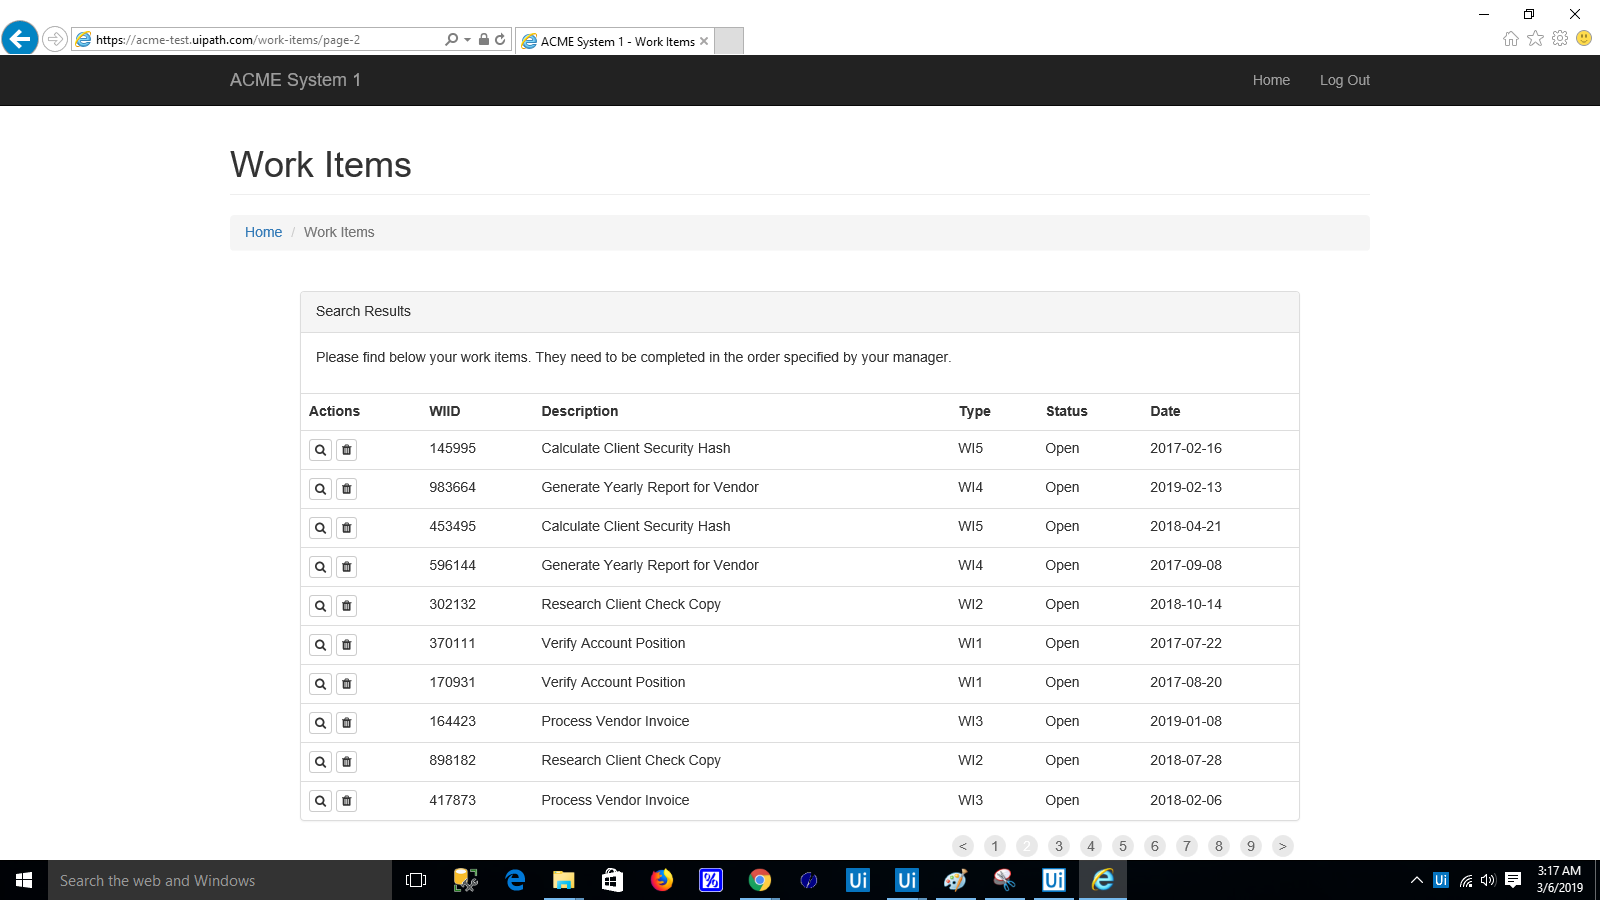 https://acme-test.uipath.com/work-items/page-2
ACME System 1 - Work Items
ACME System 1
Home
Log Out
Work Items
Home / Work Items
Search Results
Please find below your work items. They need to be completed in the order specified by your manager.
Actions WIID Description Type Status Date
145995 Calculate Client Security Hash WI5 Open 2017-02-16
983664 Generate Yearly Report for Vendor WI4 Open 2019-02-13
453495 Calculate Client Security Hash WI5 Open 2018-04-21
596144 Generate Yearly Report for Vendor WI4 Open 2017-09-08
302132 Research Client Check Copy WI2 Open 2018-10-14
370111 Verify Account Position WI1 Open 2017-07-22
170931 Verify Account Position WI1 Open 2017-08-20
164423 Process Vendor Invoice WI3 Open 2019-01-08
898182 Research Client Check Copy WI2 Open 2018-07-28
417873 Process Vendor Invoice WI3 Open 2018-02-06
< 1 2 3 4 5 6 7 8 9 >
Search the web and Windows
Ui
Ui
Ui
Ui
3:17 AM
3/6/2019